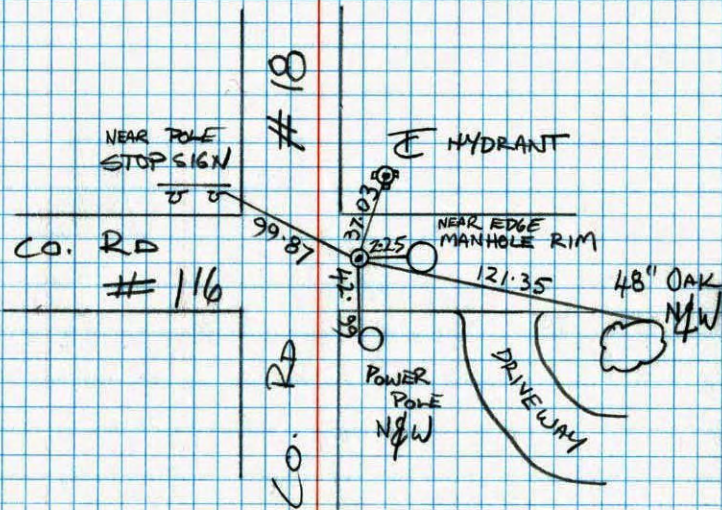 # 18
NEAR POLE
STOP SIGN
℄ HYDRANT
37.03
99.87
2.25
NEAR EDGE
MANHOLE RIM
CO. RD
# 116
121.35
48" OAK
N&W
POWER
POLE
N&W
DRIVEWAY
CO. RD